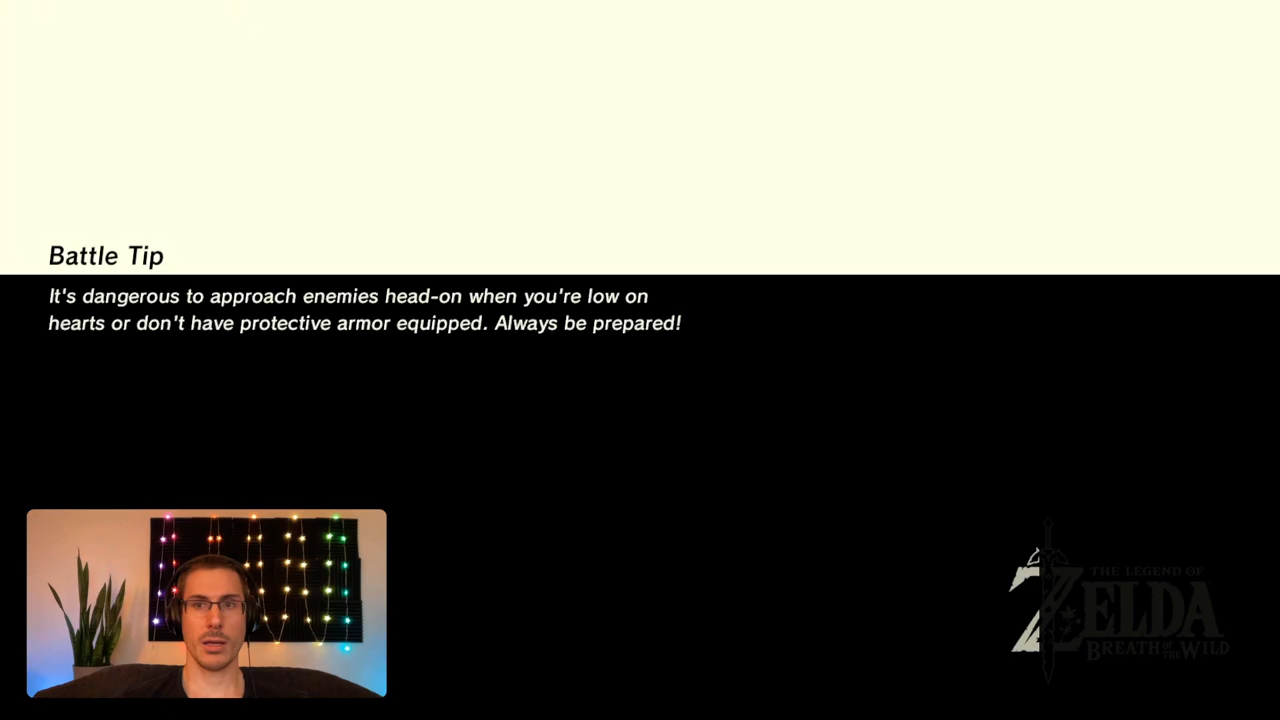 Battle Tip
It's dangerous to approach enemies head-on when you're low on
hearts or don't have protective armor equipped. Always be prepared!
THE LEGEND OF
ZELDA
BREATH OF THE WILD